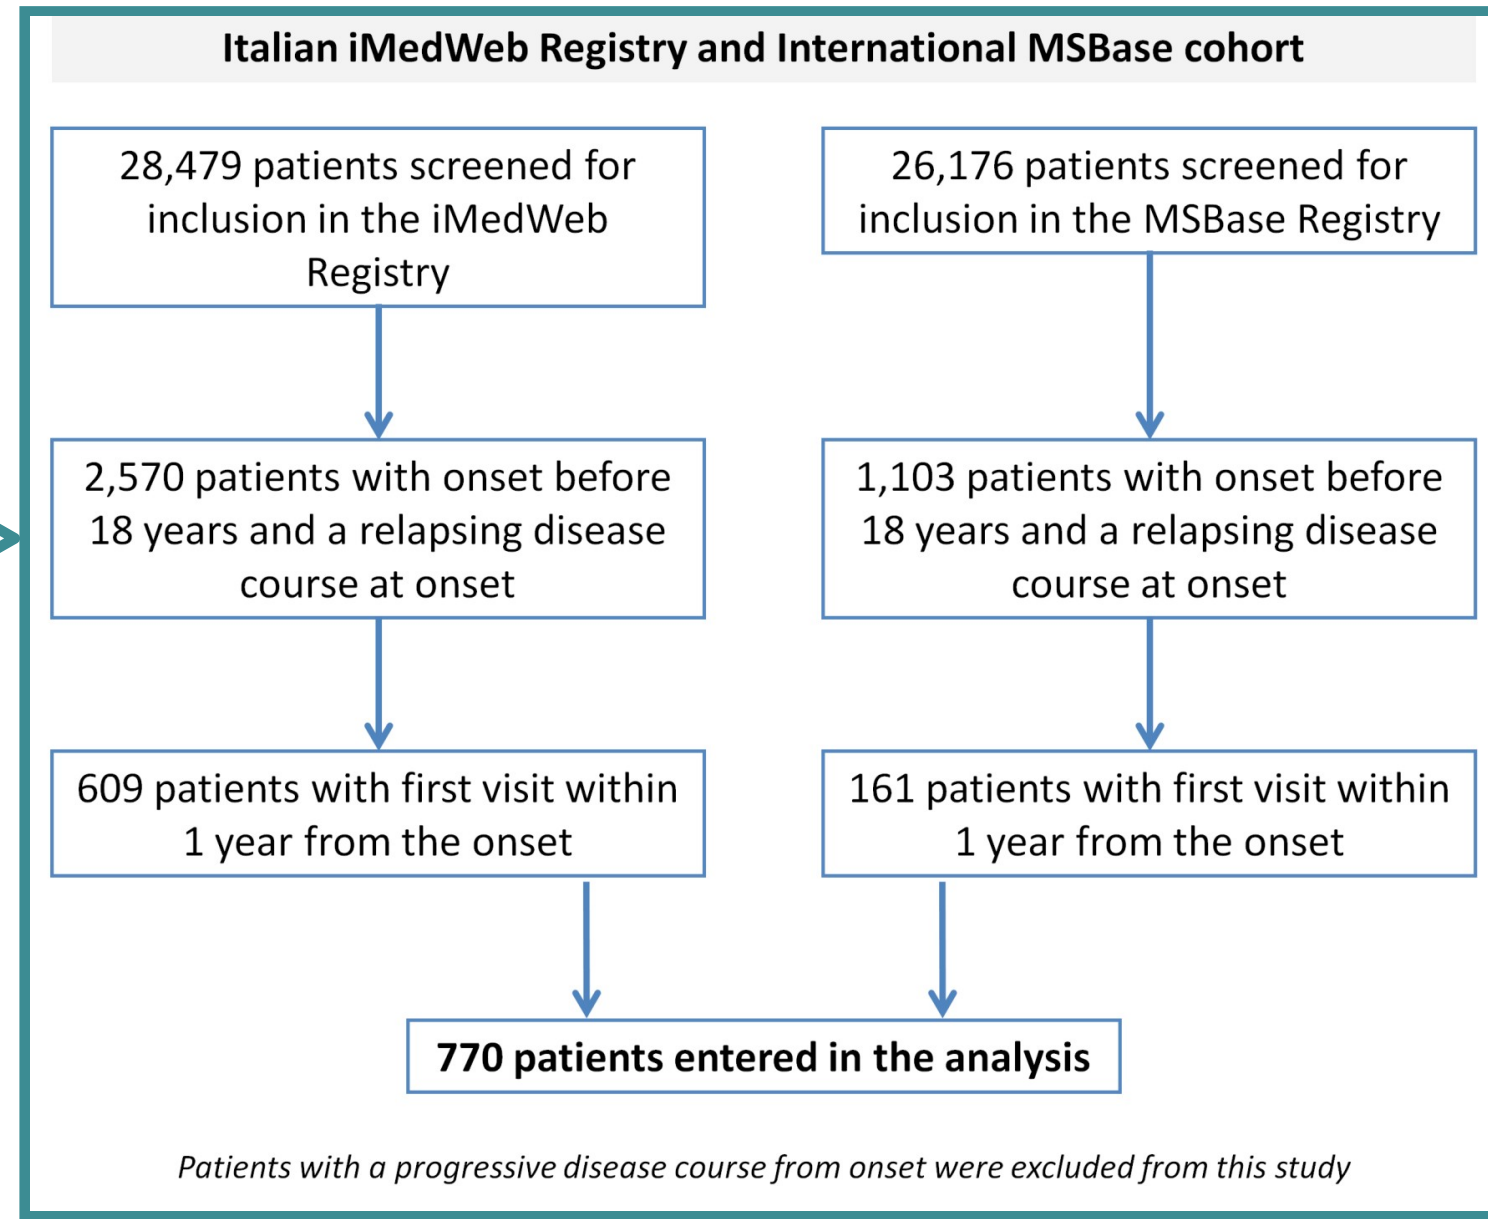 Italian iMedWeb Registry and International MSBase cohort
28,479 patients screened for
inclusion in the iMedWeb
Registry
26,176 patients screened for
inclusion in the MSBase Registry
2,570 patients with onset before
18 years and a relapsing disease
course at onset
1,103 patients with onset before
18 years and a relapsing disease
course at onset
609 patients with first visit within
1 year from the onset
161 patients with first visit within
1 year from the onset
770 patients entered in the analysis
Patients with a progressive disease course from onset were excluded from this study